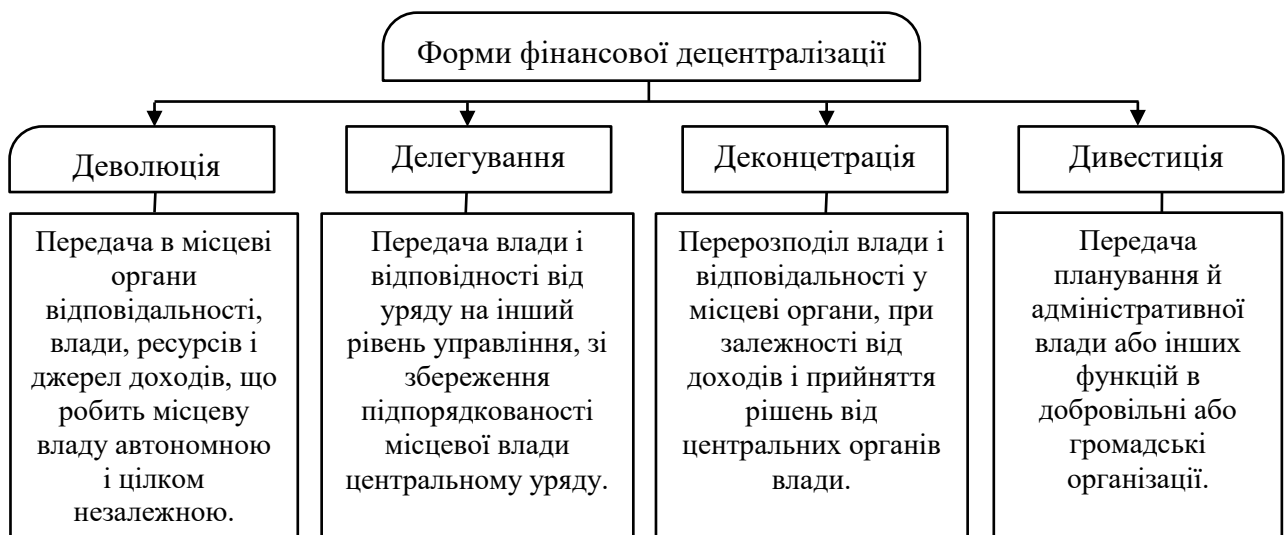 Форми фінансової децентралізації
Деволюція
Делегування
Деконцетрація
Дивестиція
Передача в місцеві
органи
відповідальності,
влади, ресурсів і
джерел доходів, що
робить місцеву
владу автономною
і цілком
незалежною.
Передача влади і
відповідності від
уряду на інший
рівень управління, зі
збереження
підпорядкованості
місцевої влади
центральному уряду.
Перерозподіл влади і
відповідальності у
місцеві органи, при
залежності від
доходів і прийняття
рішень від
центральних органів
влади.
Передача
планування й
адміністративної
влади або інших
функцій в
добровільні або
громадські
організації.